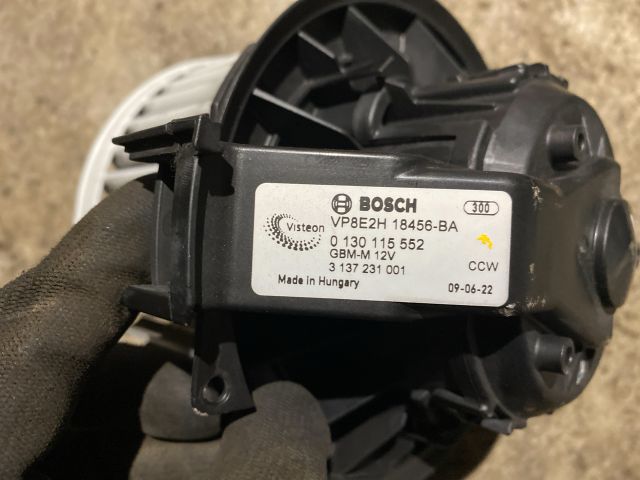 BOSCH
300
Visteon
VP8E2H 18456-BA
0 130 115 552
GBM-M 12V
3 137 231 001
CCW
Made in Hungary
09-06-22